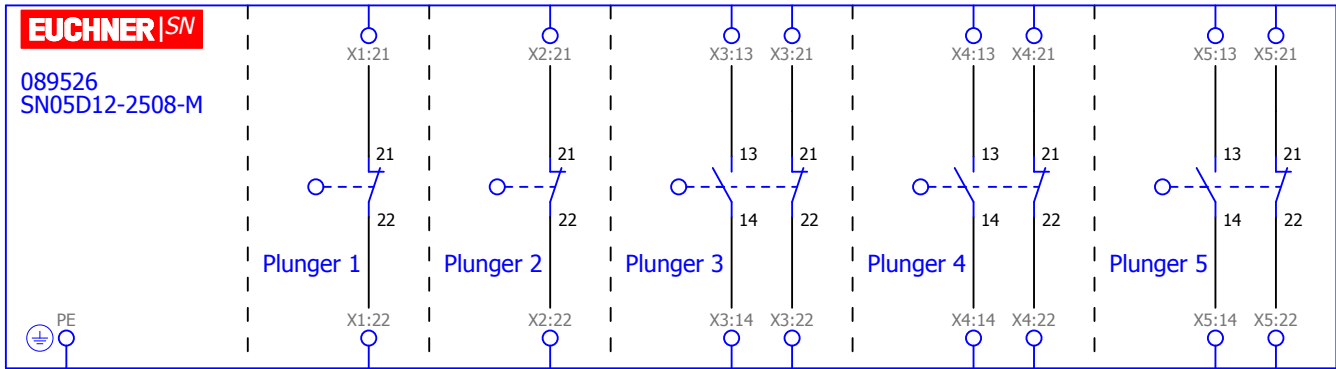 EUCHNER|SN
089526
SN05D12-2508-M
X1:21 X2:21 X3:13 X3:21 X4:13 X4:21 X5:13 X5:21
21 21 13 21 13 21 13 21
22 22 14 22 14 22 14 22
Plunger 1 Plunger 2 Plunger 3 Plunger 4 Plunger 5
PE X1:22 X2:22 X3:14 X3:22 X4:14 X4:22 X5:14 X5:22